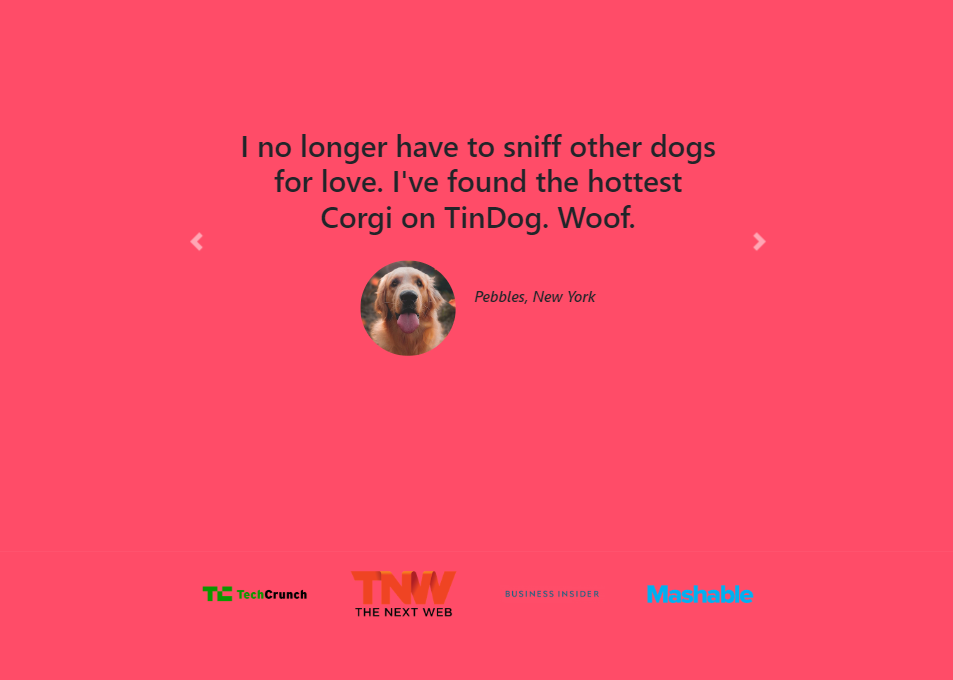 I no longer have to sniff other dogs
for love. I've found the hottest
Corgi on TinDog. Woof.
Pebbles, New York
TC TechCrunch
TNW
THE NEXT WEB
BUSINESS INSIDER
Mashable